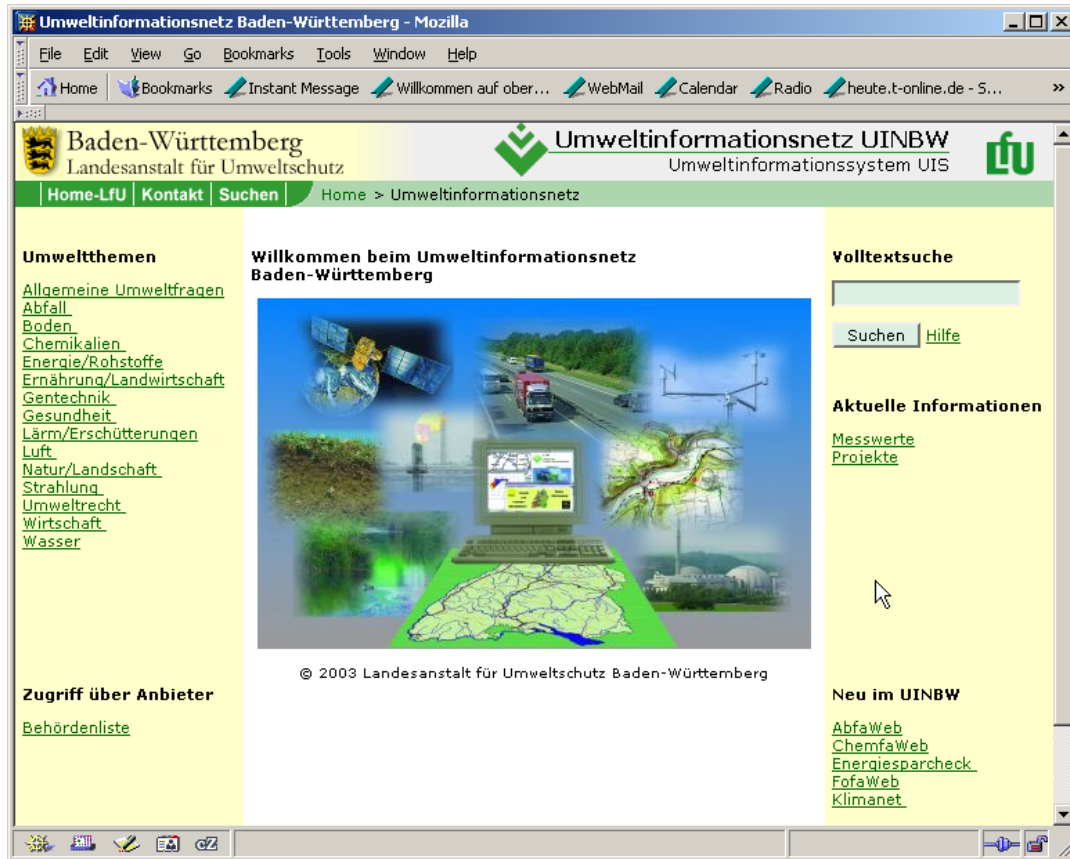 Umweltinformationsnetz Baden-Württemberg - Mozilla
File Edit View Go Bookmarks Tools Window Help
Home Bookmarks Instant Message Willkommen auf ober... WebMail Calendar Radio heute.t-online.de - S... »
Baden-Württemberg
Landesanstalt für Umweltschutz
Umweltinformationsnetz UINBW
Umweltinformationssystem UIS
LfU
Home-LfU Kontakt Suchen Home > Umweltinformationsnetz
Umweltthemen
Allgemeine Umweltfragen
Abfall
Boden
Chemikalien
Energie/Rohstoffe
Ernährung/Landwirtschaft
Gentechnik
Gesundheit
Lärm/Erschütterungen
Luft
Natur/Landschaft
Strahlung
Umweltrecht
Wirtschaft
Wasser
Zugriff über Anbieter
Behördenliste
Willkommen beim Umweltinformationsnetz
Baden-Württemberg
© 2003 Landesanstalt für Umweltschutz Baden-Württemberg
Volltextsuche
Suchen Hilfe
Aktuelle Informationen
Messwerte
Projekte
Neu im UINBW
AbfaWeb
ChemfaWeb
Energiesparcheck
FofaWeb
Klimanet